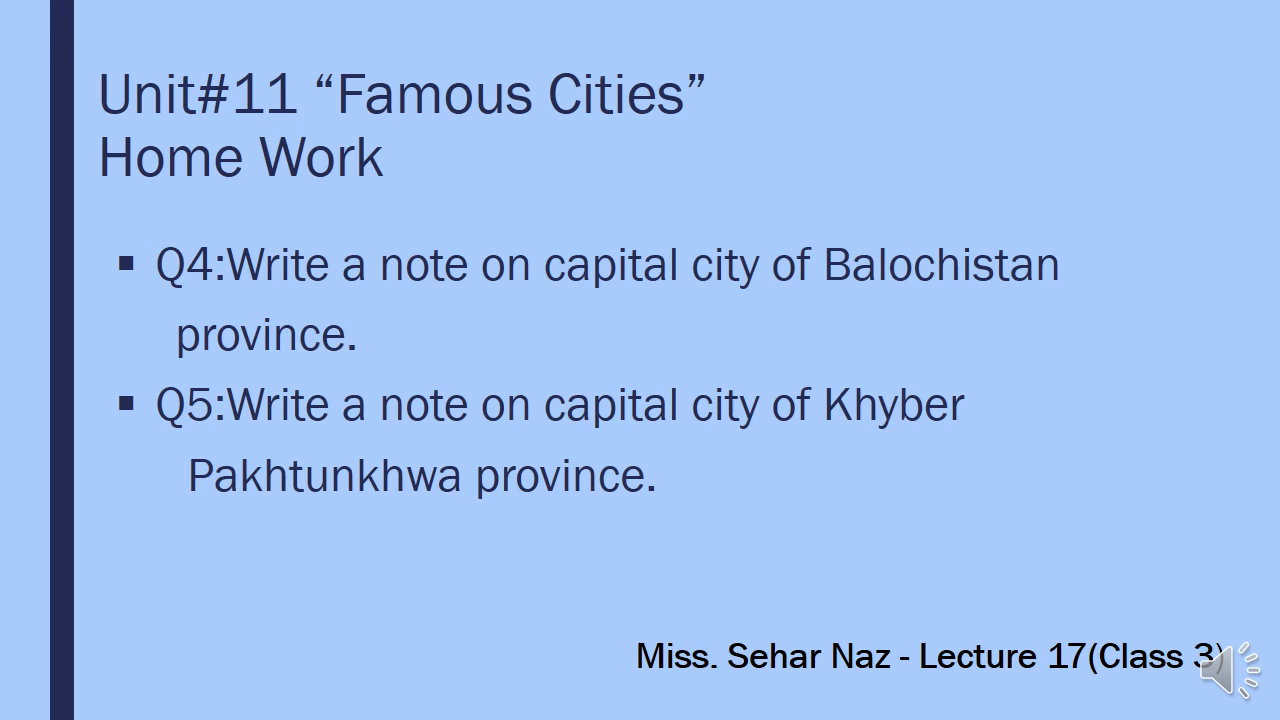 Unit#11 “Famous Cities”
Home Work
▪ Q4:Write a note on capital city of Balochistan
province.
▪ Q5:Write a note on capital city of Khyber
Pakhtunkhwa province.
Miss. Sehar Naz - Lecture 17(Class 3)